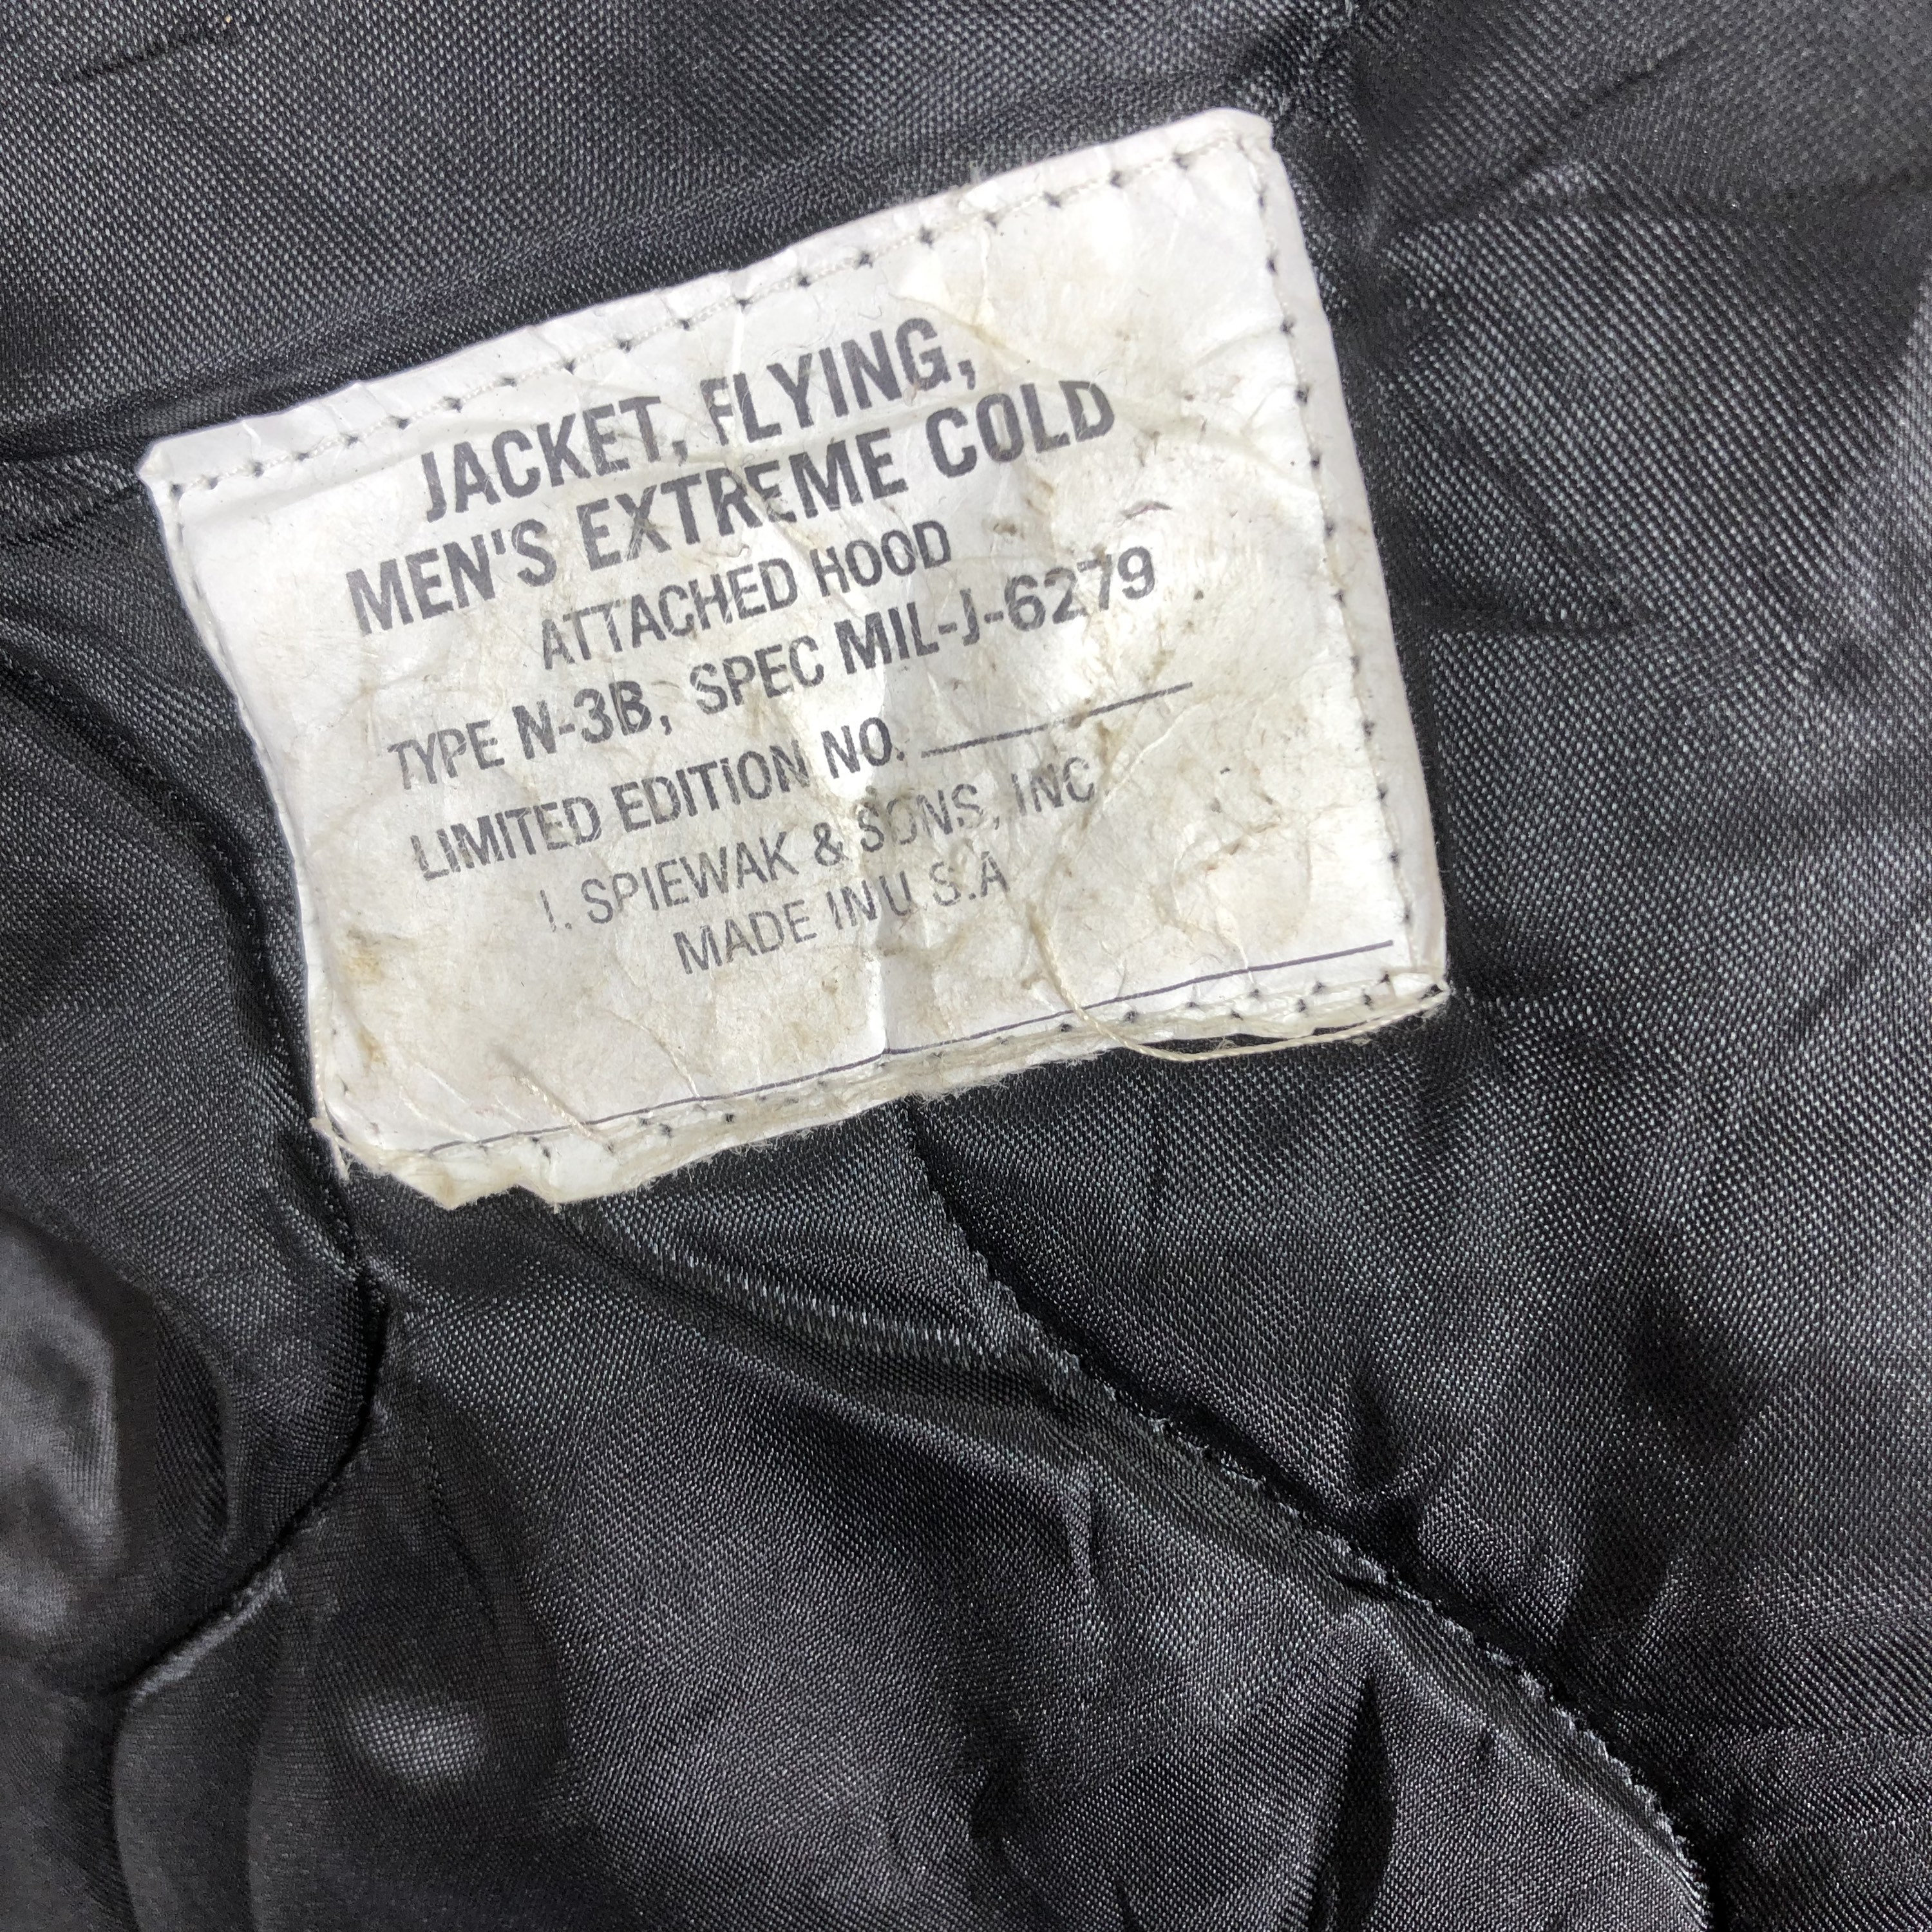 JACKET, FLYING,
MEN'S EXTREME COLD
ATTACHED HOOD
TYPE N-3B, SPEC MIL-J-6279
LIMITED EDITION NO. ________
I. SPIEWAK & SONS, INC
MADE IN U.S.A